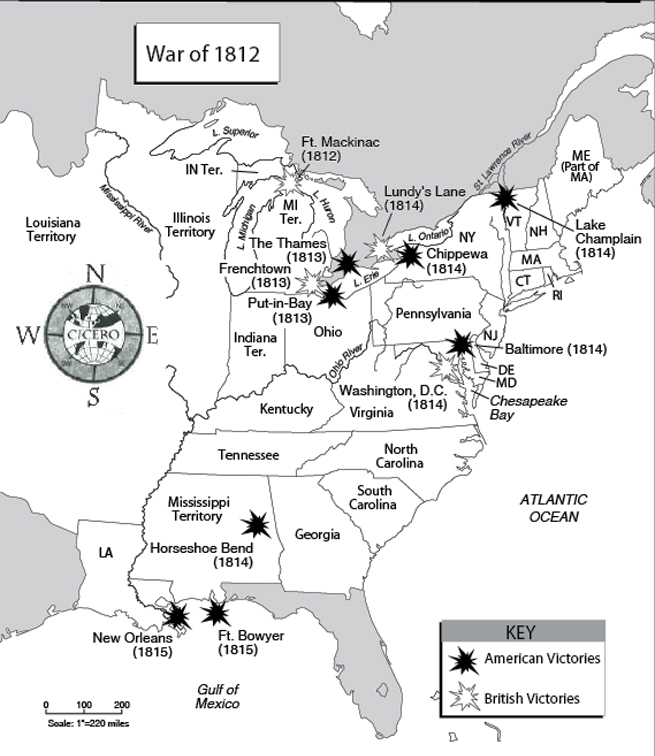 War of 1812
L. Superior
Ft. Mackinac
(1812)
IN Ter.
St. Lawrence River
ME
(Part of
MA)
Mississippi River
Lundy's Lane
(1814)
L. Huron
MI
Ter.
L. Michigan
Louisiana
Territory
Illinois
Territory
VT
NH
Lake
Champlain
(1814)
L. Ontario
NY
The Thames
(1813)
Chippewa
(1814)
MA
Frenchtown
(1813)
L. Erie
CT
RI
N
W
E
S
CICERO
NW
NE
SW
SE
Put-in-Bay
(1813)
Ohio
Pennsylvania
NJ
Indiana
Ter.
Baltimore (1814)
Ohio River
DE
MD
Washington, D.C.
(1814)
Chesapeake
Bay
Kentucky
Virginia
Tennessee
North
Carolina
South
Carolina
ATLANTIC
OCEAN
Mississippi
Territory
Georgia
LA
Horseshoe Bend
(1814)
New Orleans
(1815)
Ft. Bowyer
(1815)
KEY
American Victories
British Victories
Gulf of
Mexico
0 100 200
Scale: 1"=220 miles